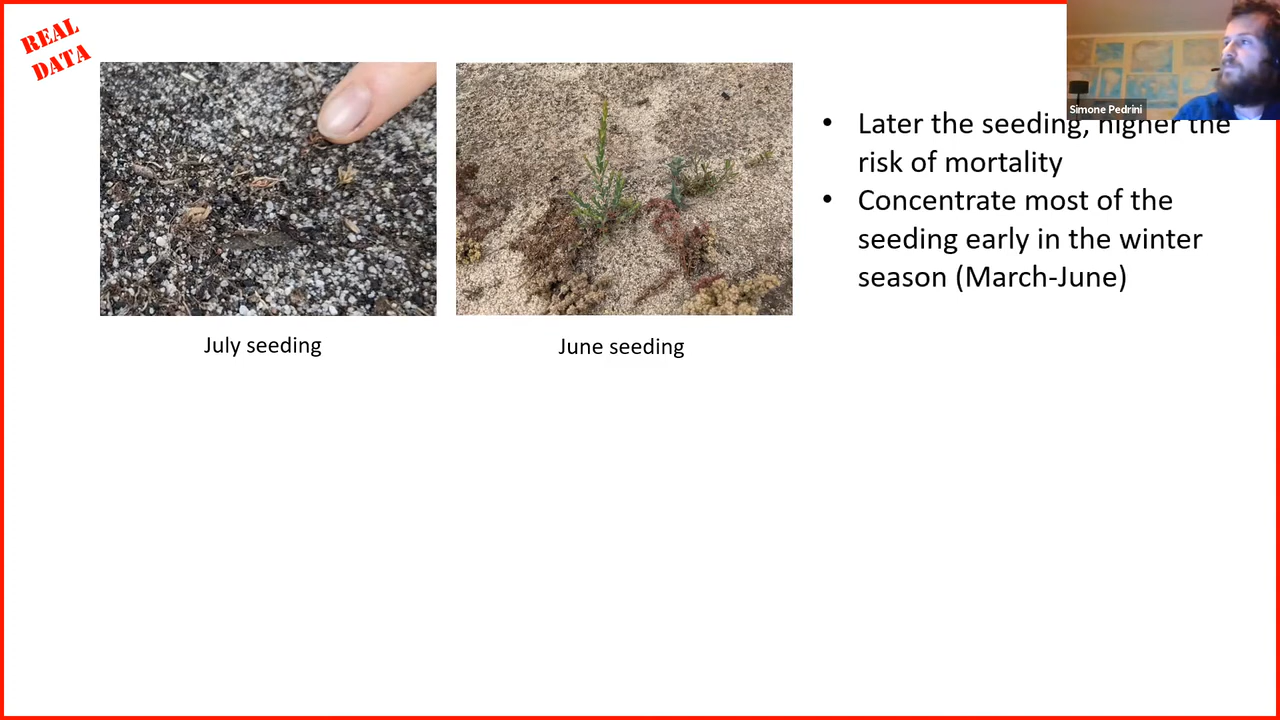 REAL
DATA
Simone Pedrini
• Later the seeding, higher the
risk of mortality
• Concentrate most of the
seeding early in the winter
season (March-June)
July seeding
June seeding